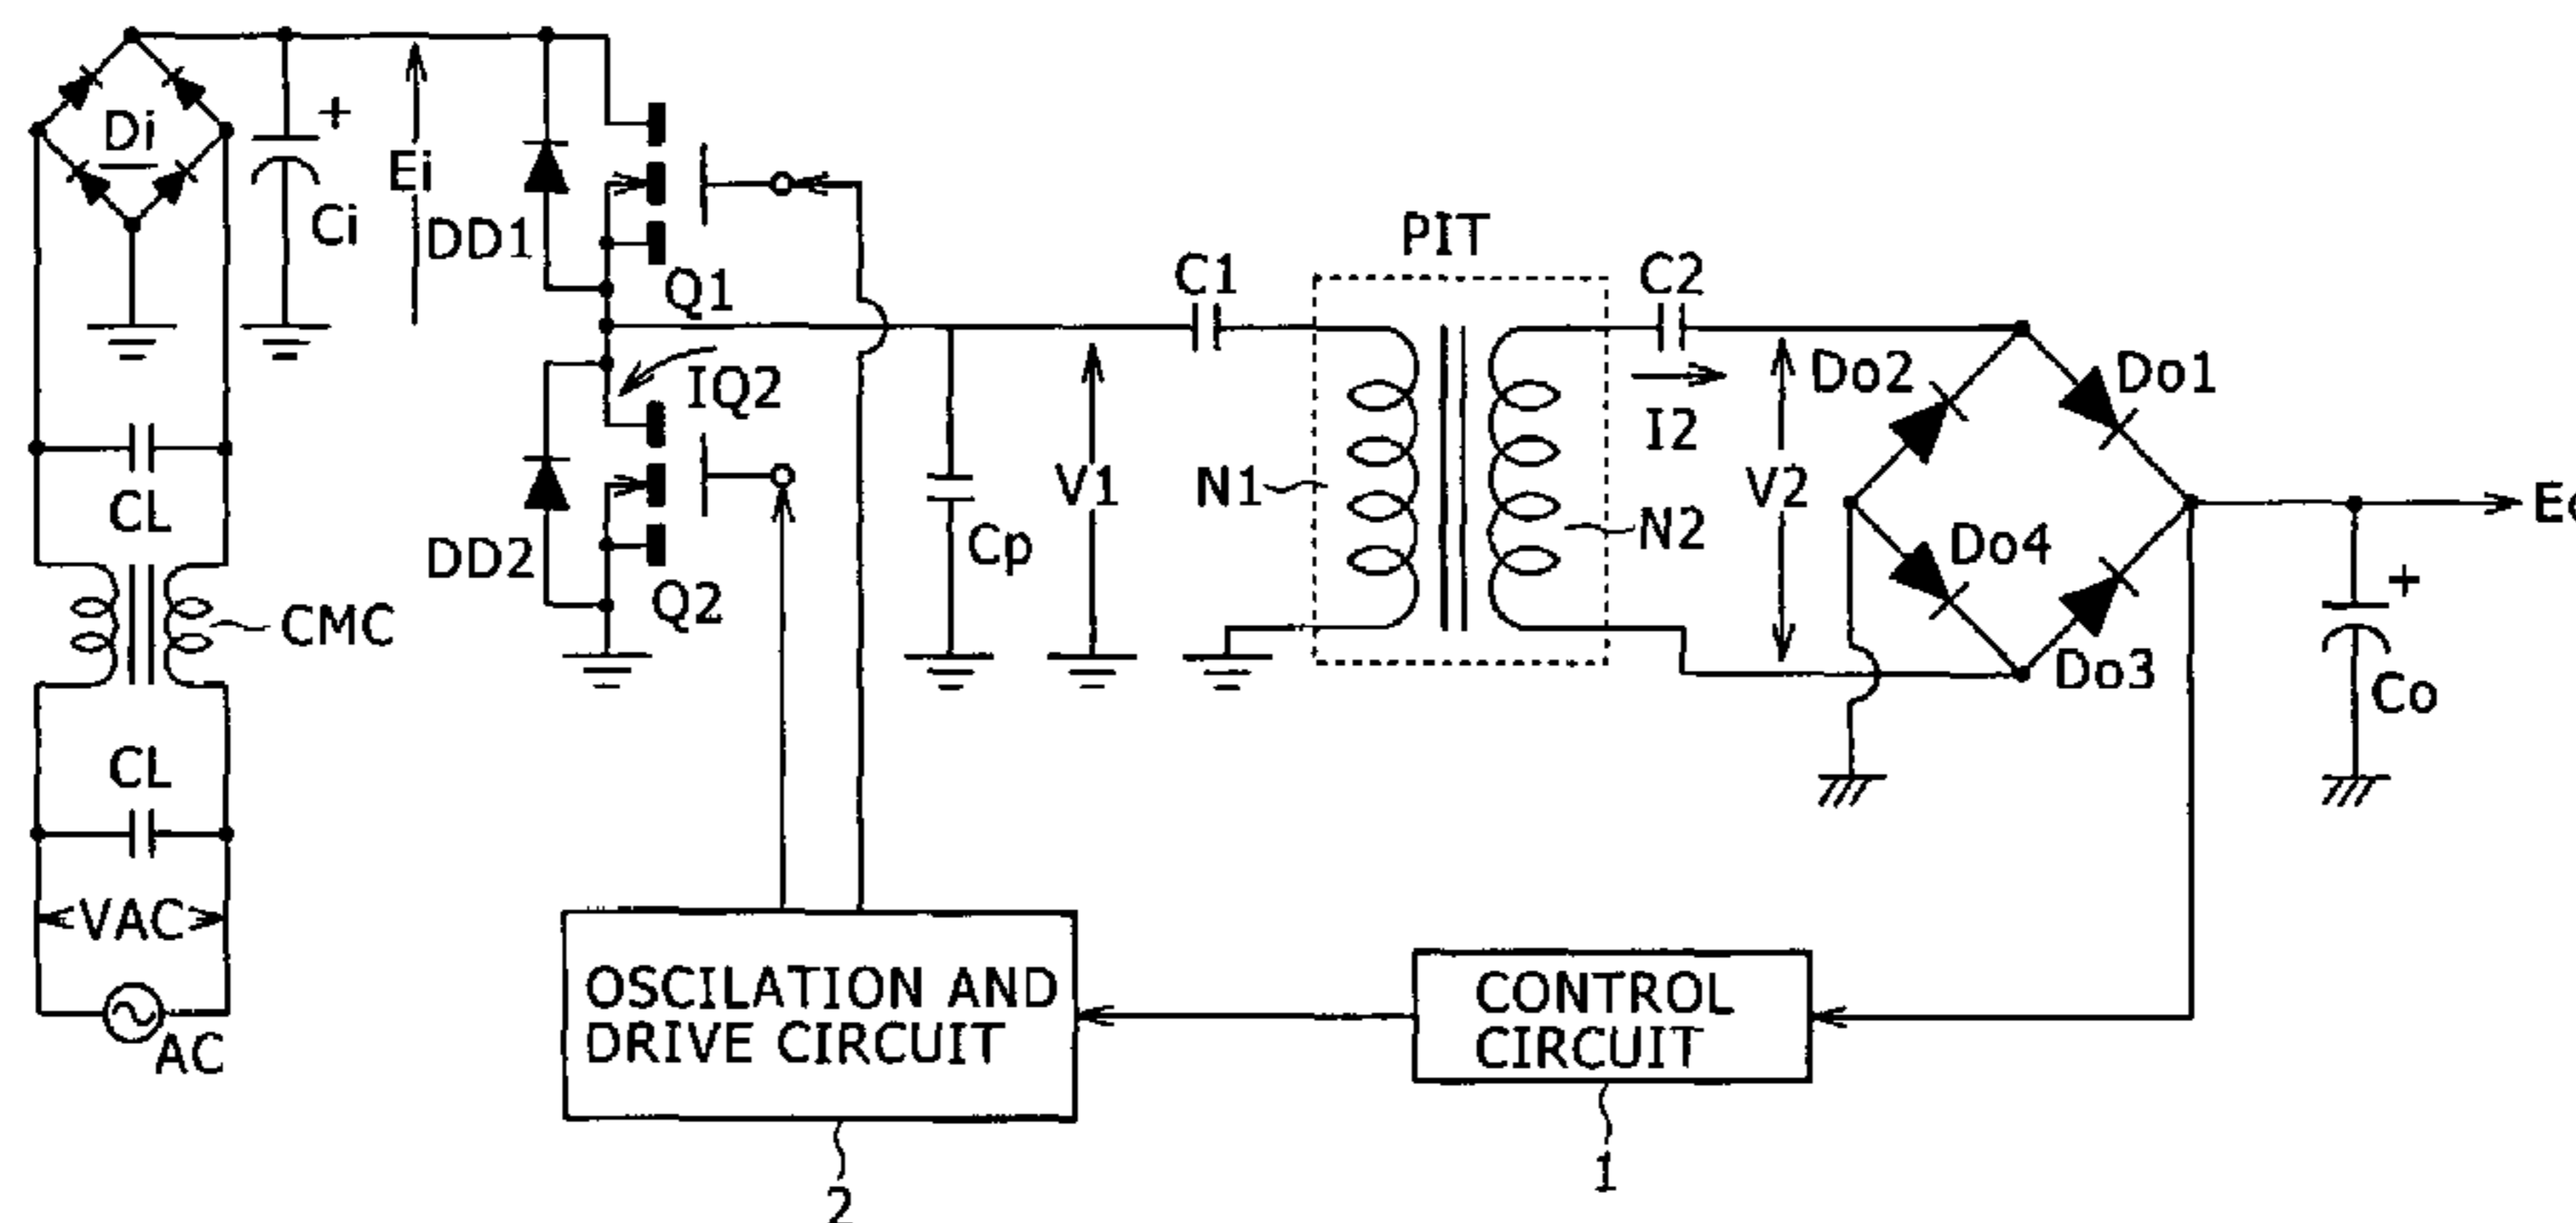 Di
+
Ci
Ei
DD1
Q1
IQ2
DD2
Q2
Cp
V1
C1
PIT
C2
N1
N2
I2
V2
Do2
Do1
Do4
Do3
+
Co
CL
CMC
CL
VAC
AC
OSCILATION AND
DRIVE CIRCUIT
2
CONTROL
CIRCUIT
1